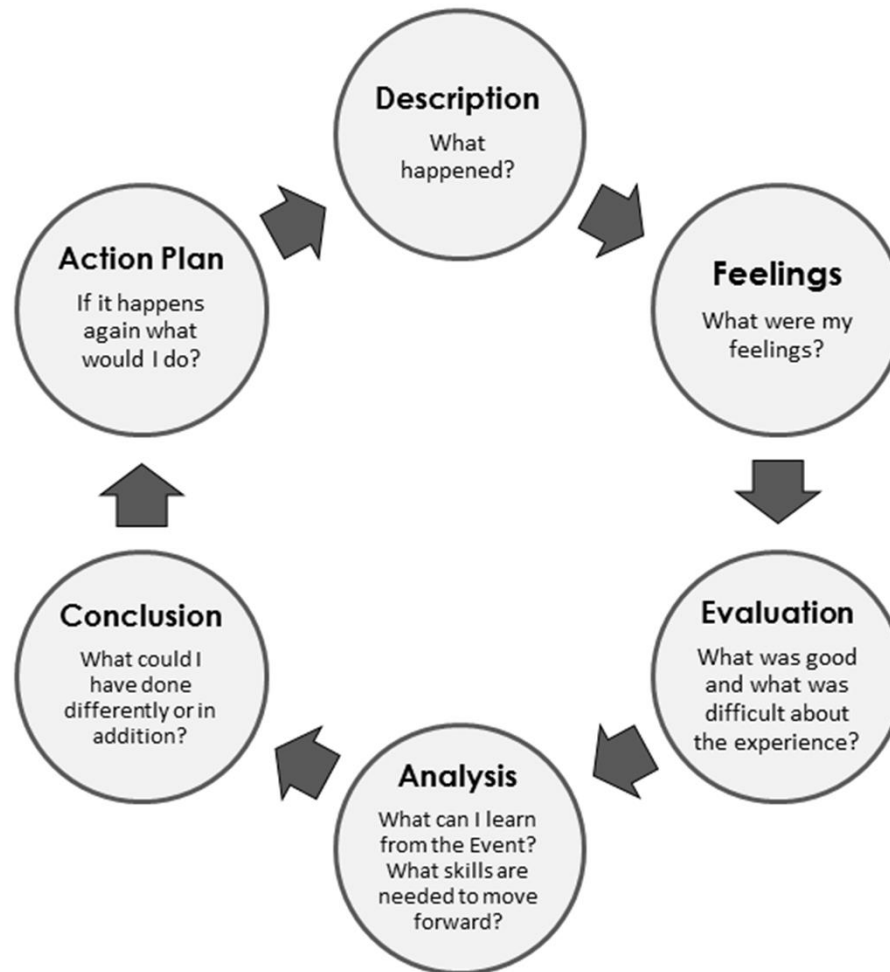 Description
What
happened?
Feelings
What were my
feelings?
Evaluation
What was good
and what was
difficult about
the experience?
Analysis
What can I learn
from the Event?
What skills are
needed to move
forward?
Conclusion
What could I
have done
differently or in
addition?
Action Plan
If it happens
again what
would I do?